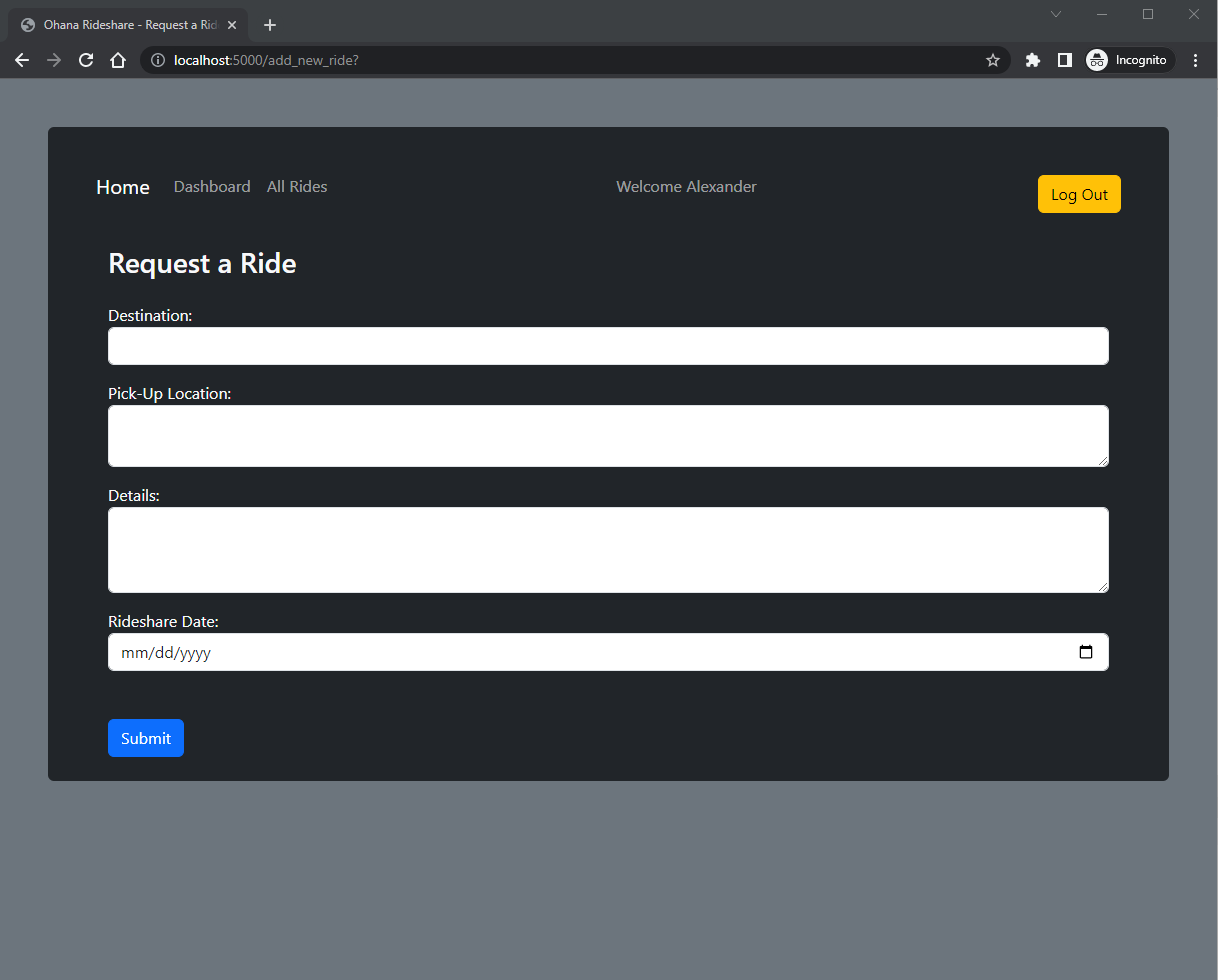 Ohana Rideshare - Request a Rid
localhost:5000/add_new_ride?
Incognito
Home Dashboard All Rides Welcome Alexander Log Out
Request a Ride
Destination:
Pick-Up Location:
Details:
Rideshare Date:
mm/dd/yyyy
Submit